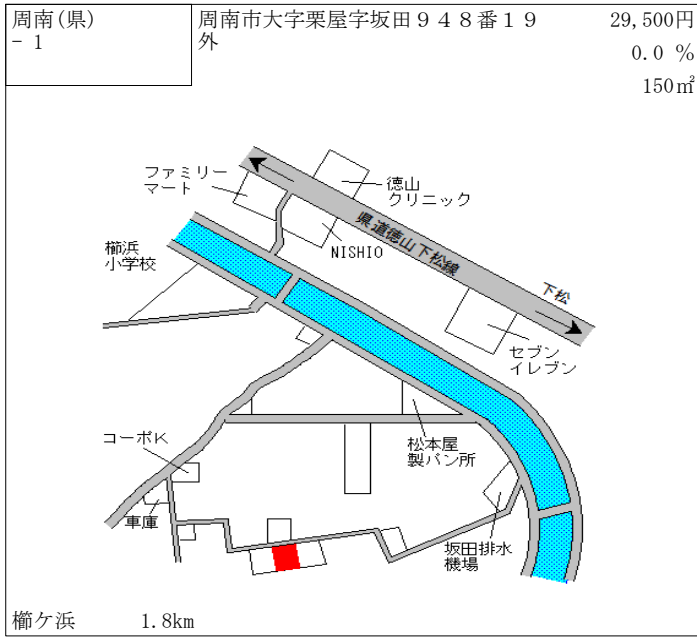 周南(県)
- 1
周南市大字栗屋字坂田９４８番１９
外
29,500円
0.0 %
150㎡
ファミリー
マート
徳山
クリニック
NISHIO
県道徳山下松線
櫛浜
小学校
下松
セブン
イレブン
コーポK
松本屋
製パン所
車庫
坂田排水
機場
櫛ケ浜 1.8km